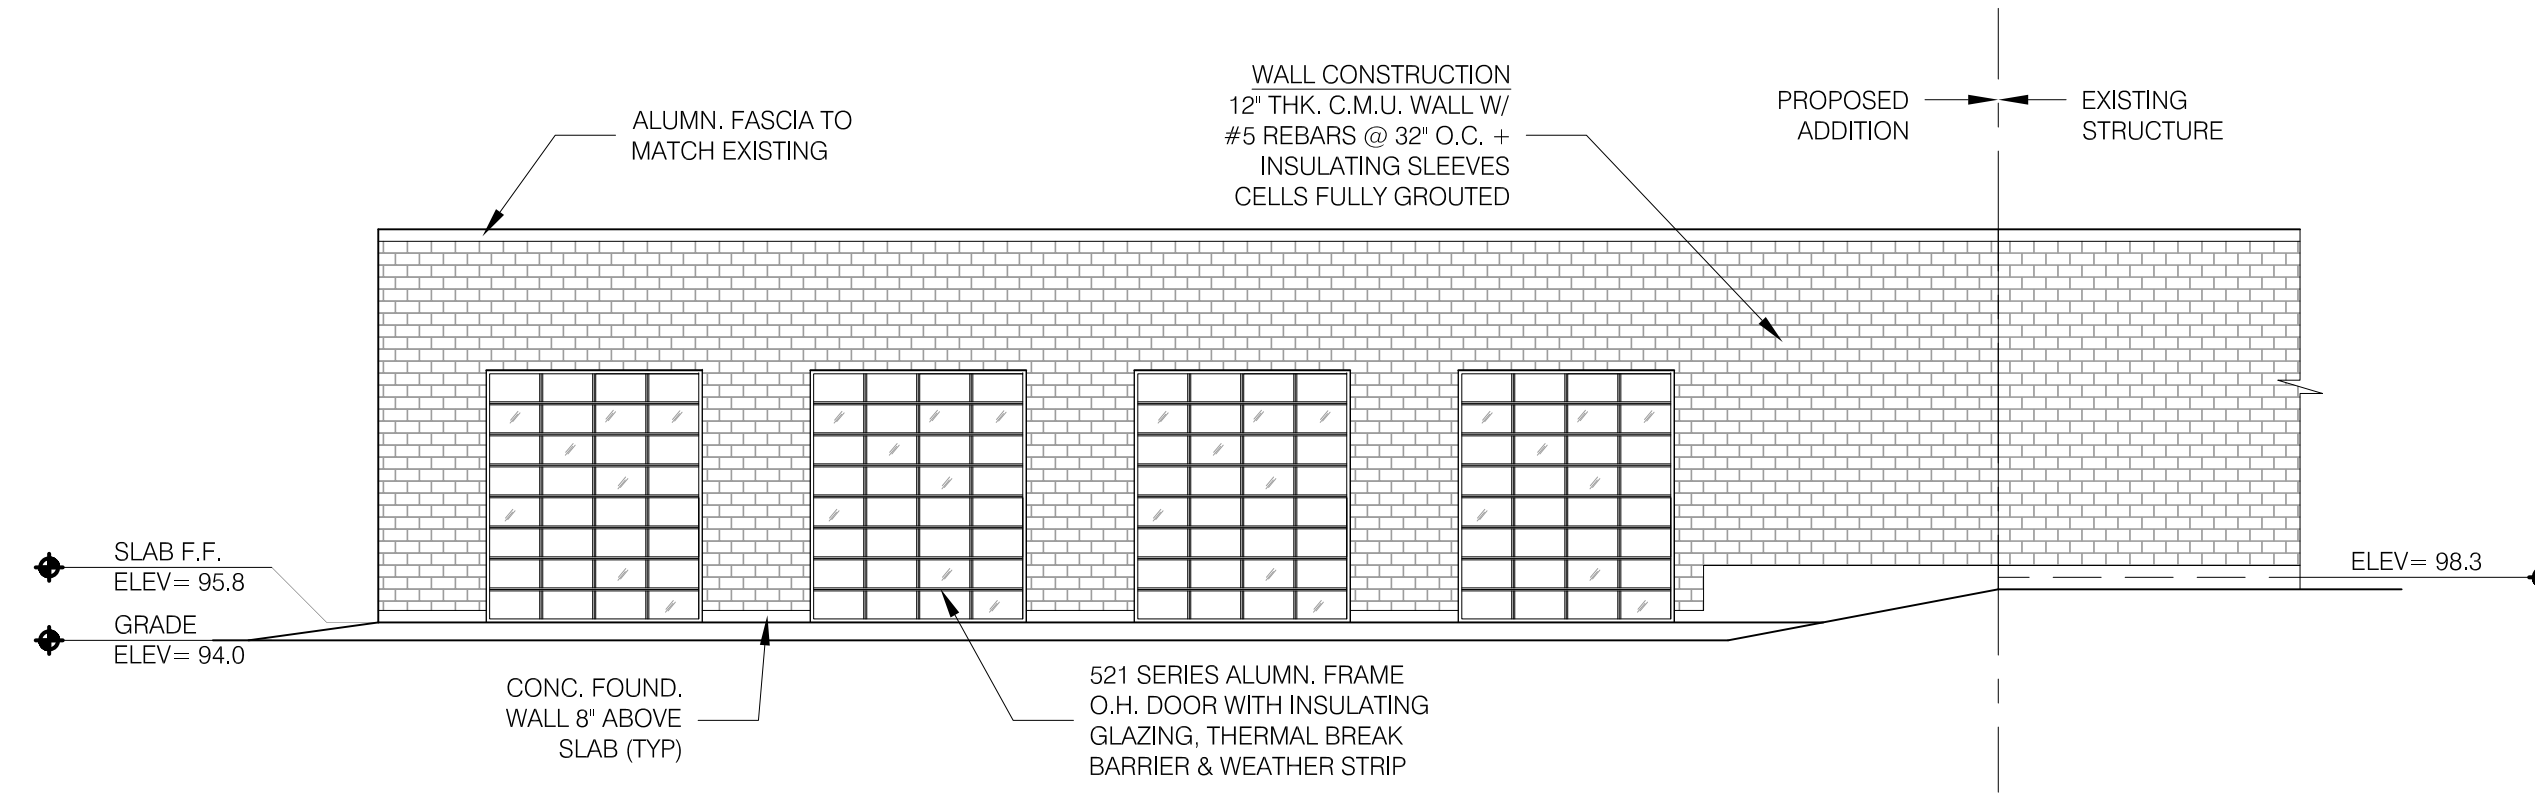 WALL CONSTRUCTION
12" THK. C.M.U. WALL W/
#5 REBARS @ 32" O.C. +
INSULATING SLEEVES
CELLS FULLY GROUTED
PROPOSED
ADDITION
EXISTING
STRUCTURE
ALUMN. FASCIA TO
MATCH EXISTING
SLAB F.F.
ELEV= 95.8
GRADE
ELEV= 94.0
ELEV= 98.3
CONC. FOUND.
WALL 8" ABOVE
SLAB (TYP)
521 SERIES ALUMN. FRAME
O.H. DOOR WITH INSULATING
GLAZING, THERMAL BREAK
BARRIER & WEATHER STRIP